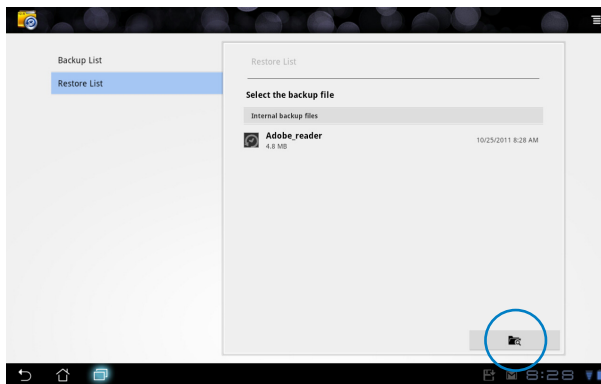 Backup List
Restore List
Restore List
Select the backup file
Internal backup files
Adobe_reader
4.8 MB
10/25/2011 8:28 AM
8:28